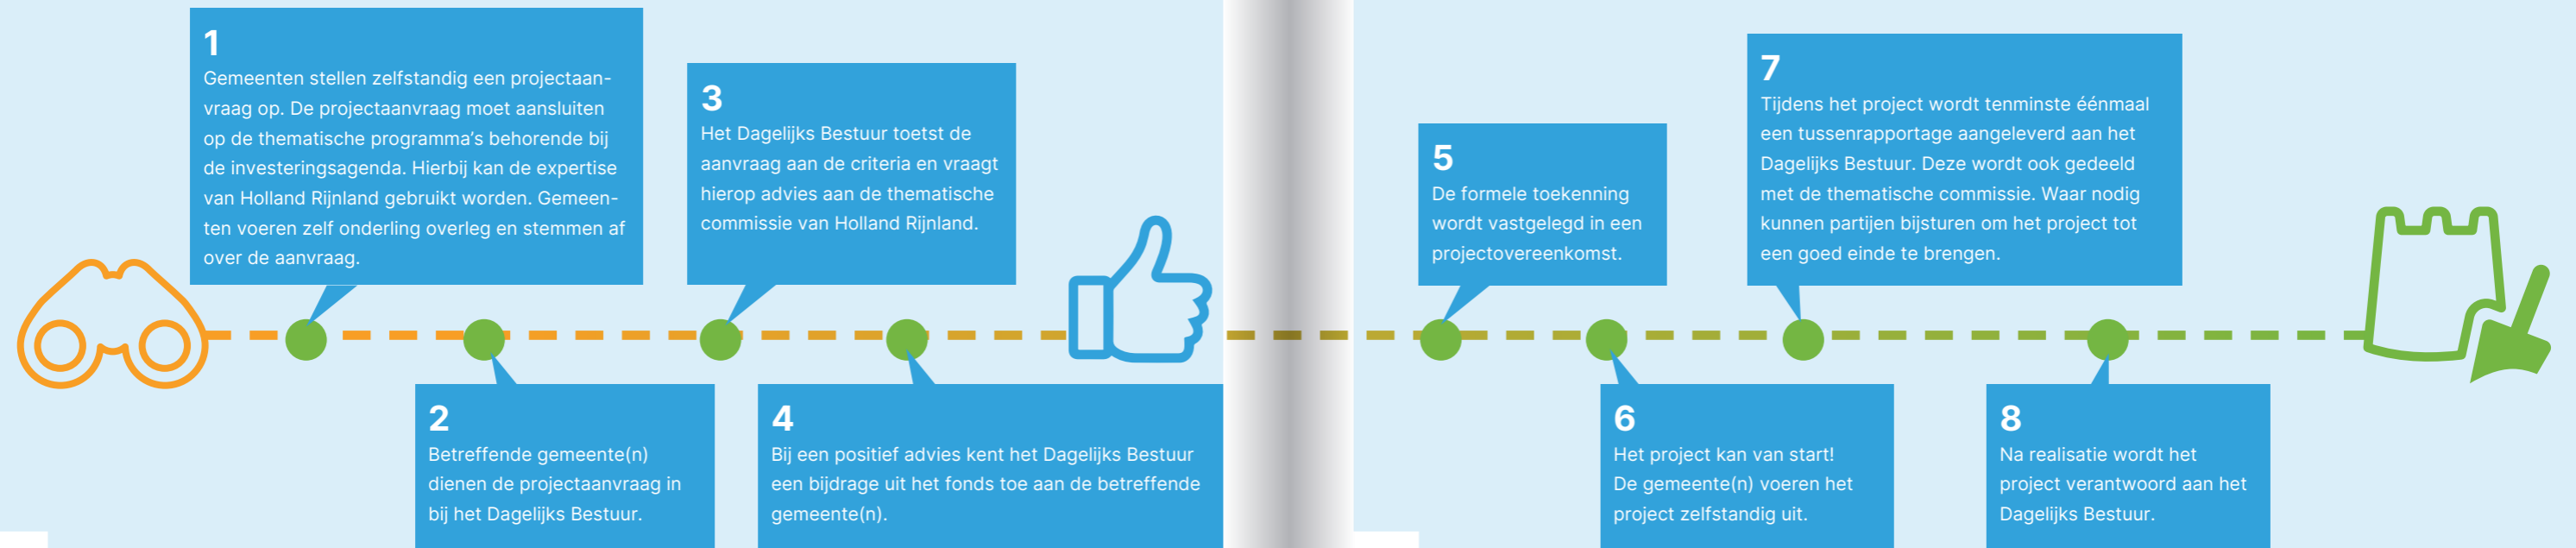 1
Gemeenten stellen zelfstandig een projectaan-
vraag op. De projectaanvraag moet aansluiten
op de thematische programma's behorende bij
de investeringsagenda. Hierbij kan de expertise
van Holland Rijnland gebruikt worden. Gemeen-
ten voeren zelf onderling overleg en stemmen af
over de aanvraag.
2
Betreffende gemeente(n)
dienen de projectaanvraag in
bij het Dagelijks Bestuur.
3
Het Dagelijks Bestuur toetst de
aanvraag aan de criteria en vraagt
hierop advies aan de thematische
commissie van Holland Rijnland.
4
Bij een positief advies kent het Dagelijks Bestuur
een bijdrage uit het fonds toe aan de betreffende
gemeente(n).
5
De formele toekenning
wordt vastgelegd in een
projectovereenkomst.
6
Het project kan van start!
De gemeente(n) voeren het
project zelfstandig uit.
7
Tijdens het project wordt tenminste éénmaal
een tussenrapportage aangeleverd aan het
Dagelijks Bestuur. Deze wordt ook gedeeld
met de thematische commissie. Waar nodig
kunnen partijen bijsturen om het project tot
een goed einde te brengen.
8
Na realisatie wordt het
project verantwoord aan het
Dagelijks Bestuur.